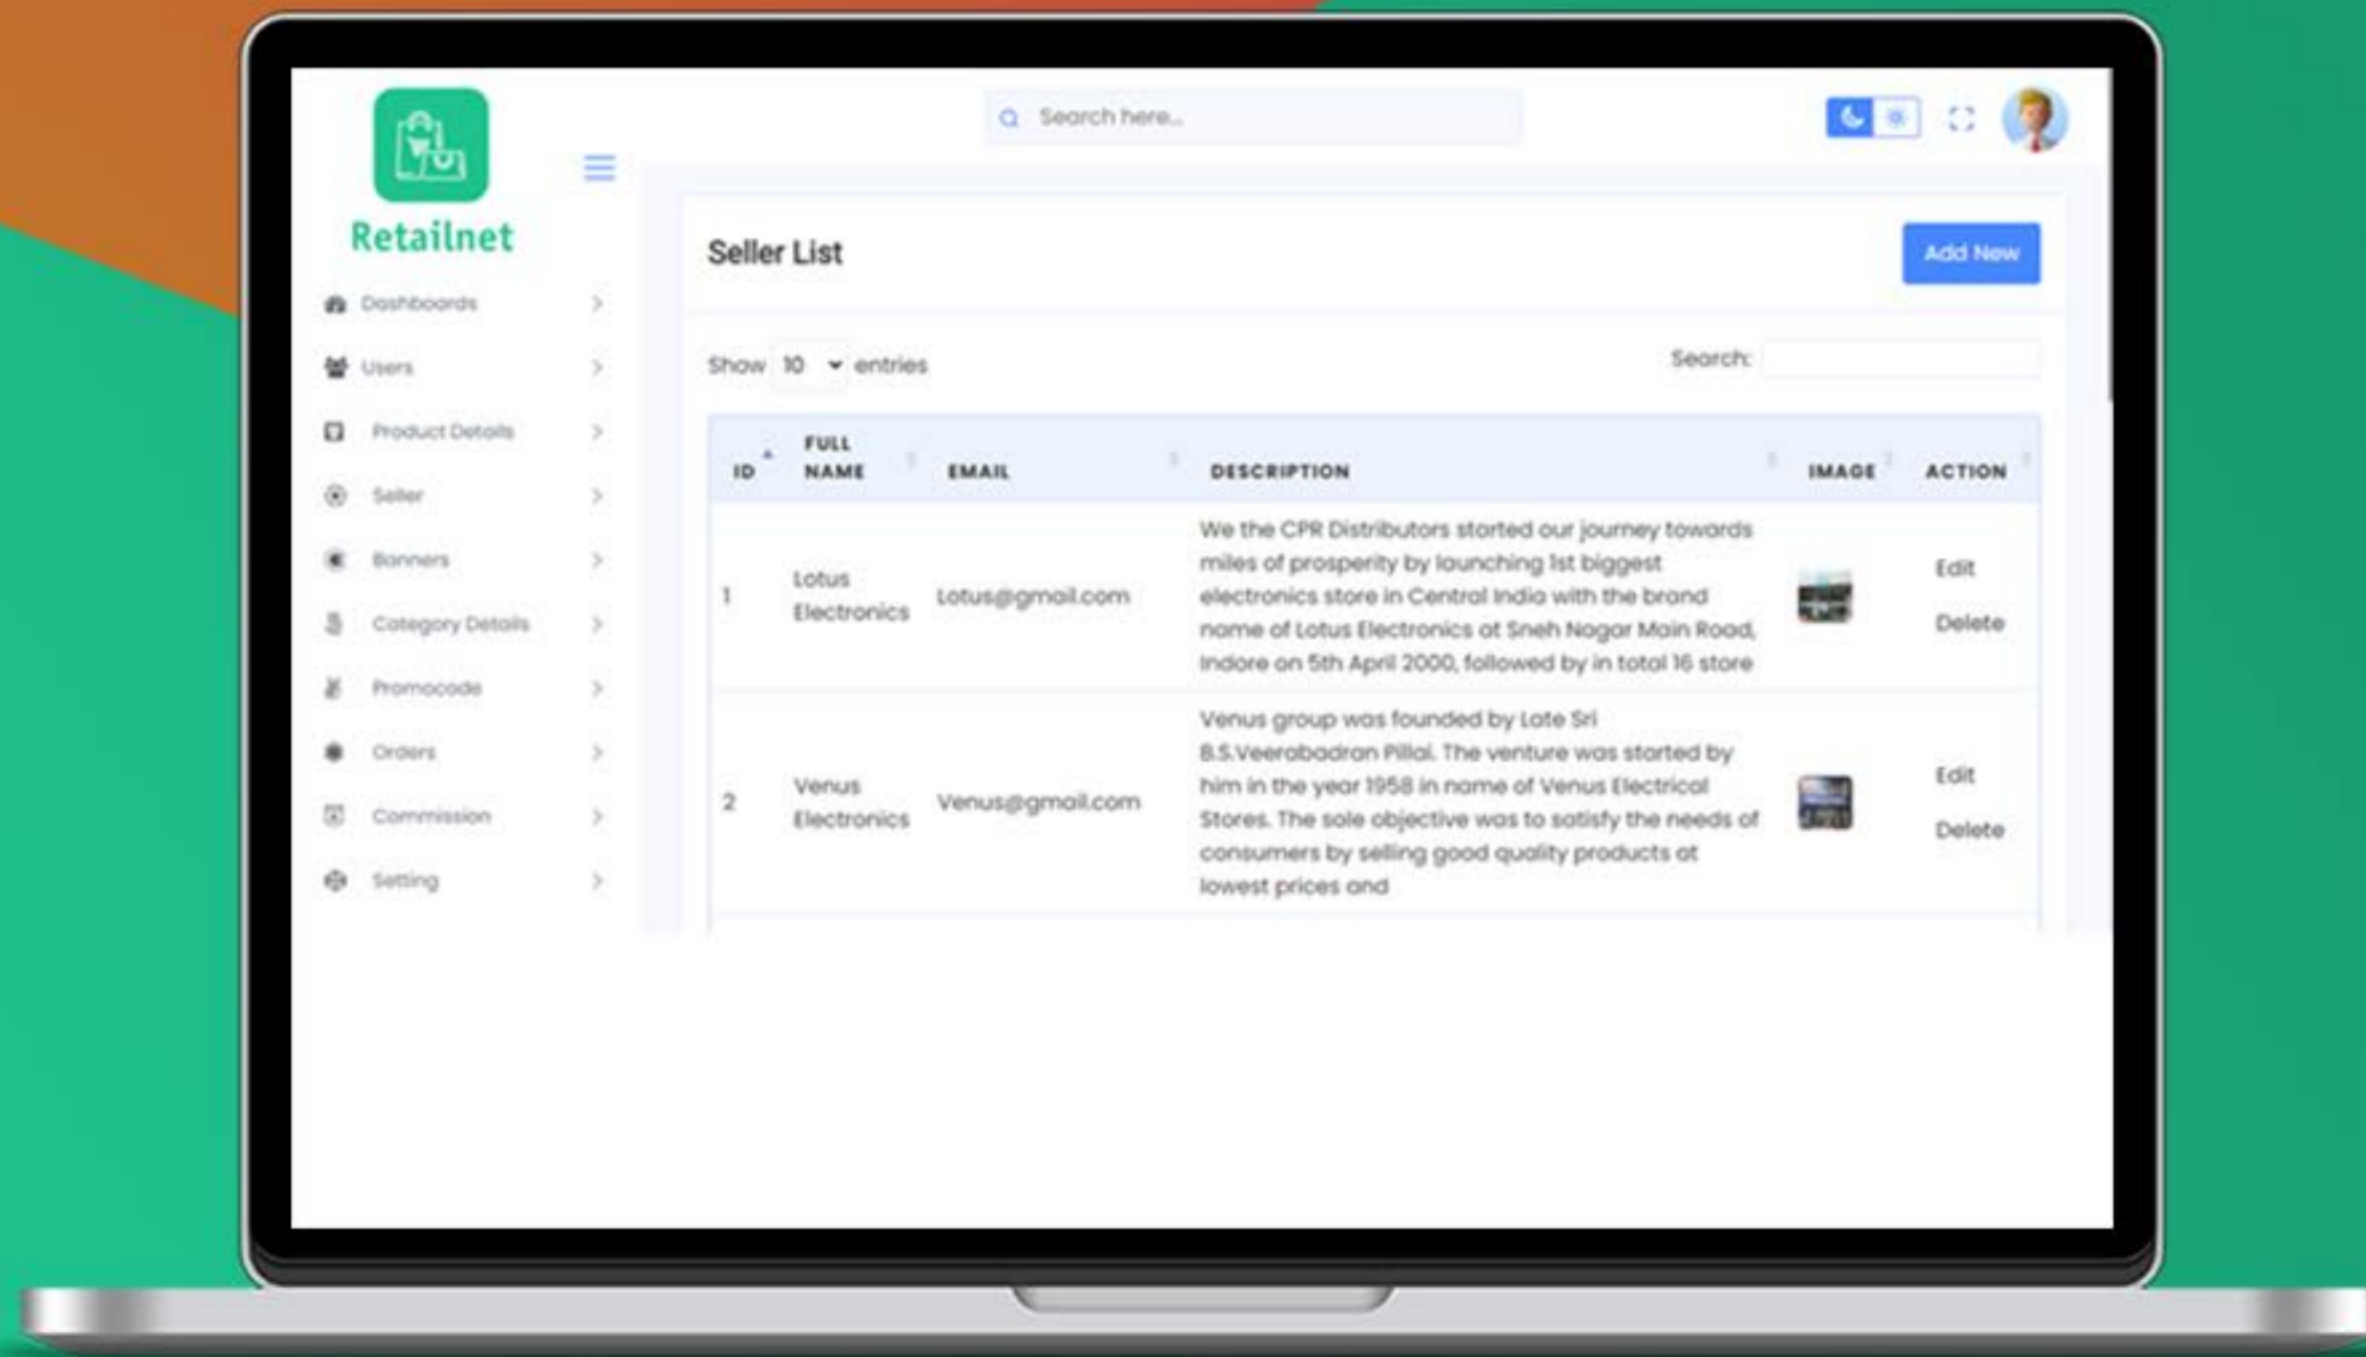 Retailnet
Dashboards
Users
Product Details
Seller
Banners
Category Details
Promocode
Orders
Commission
Setting
Search here...
Seller List
Add New
Show 10 entries
Search:
ID
FULL
NAME
EMAIL
DESCRIPTION
IMAGE
ACTION
1
Lotus
Electronics
Lotus@gmail.com
We the CPR Distributors started our journey towards
miles of prosperity by launching 1st biggest
electronics store in Central India with the brand
name of Lotus Electronics at Sneh Nagar Main Road,
Indore on 5th April 2000, followed by in total 16 store
Edit
Delete
2
Venus
Electronics
Venus@gmail.com
Venus group was founded by Late Sri
B.S.Veerabadran Pillai. The venture was started by
him in the year 1958 in name of Venus Electrical
Stores. The sole objective was to satisfy the needs of
consumers by selling good quality products at
lowest prices and
Edit
Delete